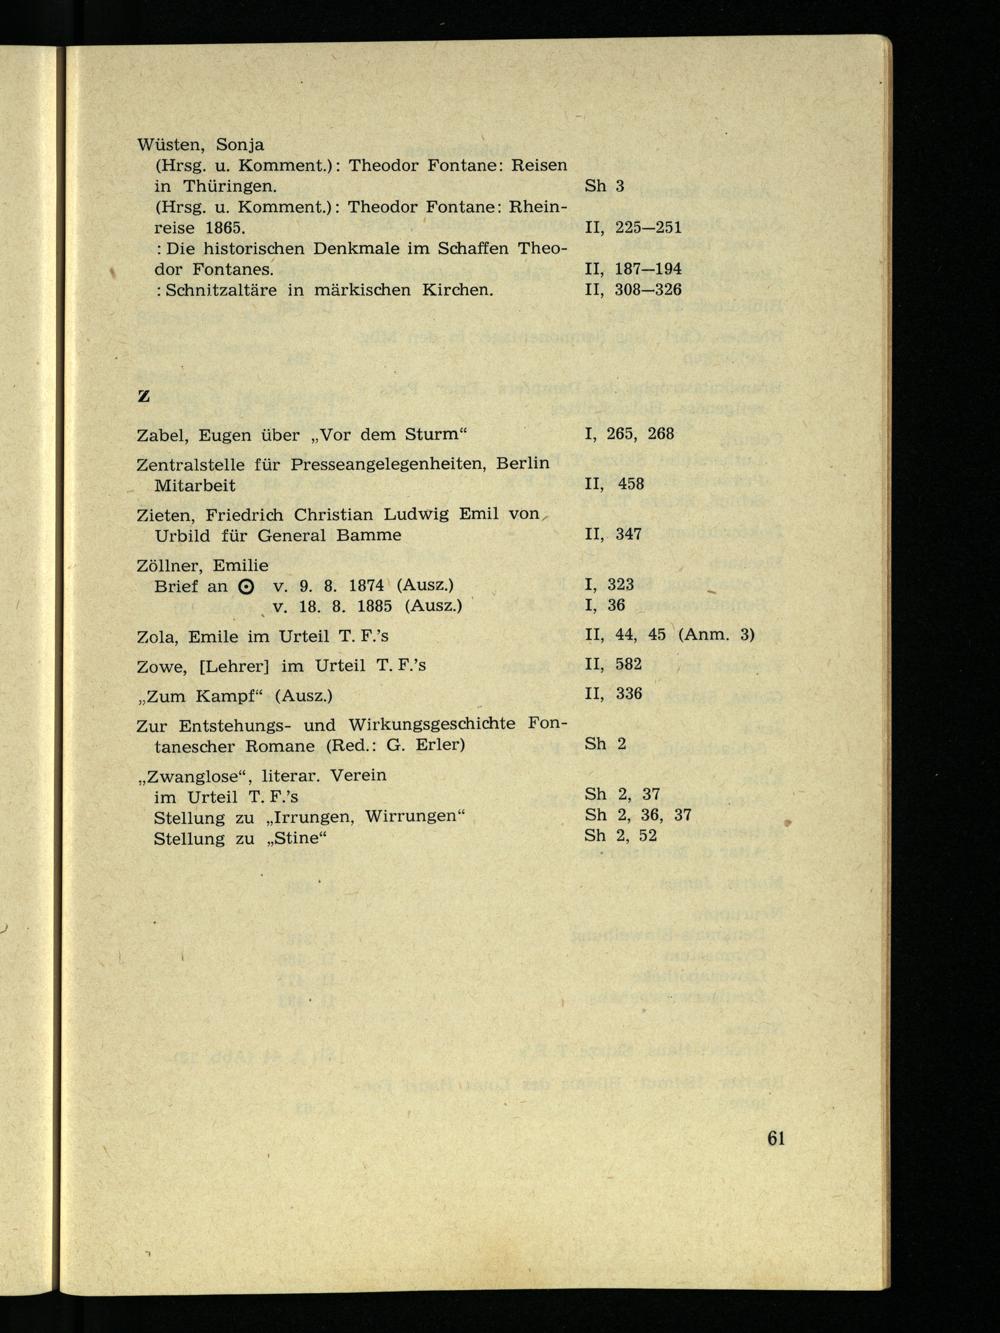 Wüsten, Sonja
(Hrsg. u. Komment.): Theodor Fontane: Reisen
in Thüringen. Sh 3
(Hrsg. u. Komment.): Theodor Fontane: Rhein-
reise 1865. II, 225—251
: Die historischen Denkmale im Schaffen Theo-
dor Fontanes. II, 187—194
: Schnitzaltäre in märkischen Kirchen. II, 308—326
Z
Zabel, Eugen über „Vor dem Sturm“ I, 265, 268
Zentralstelle für Presseangelegenheiten, Berlin
Mitarbeit II, 458
Zieten, Friedrich Christian Ludwig Emil von
Urbild für General Bamme II, 347
Zöllner, Emilie
Brief an ⊙ v. 9. 8. 1874 (Ausz.) I, 323
v. 18. 8. 1885 (Ausz.) I, 36
Zola, Emile im Urteil T. F.’s II, 44, 45 (Anm. 3)
Zowe, [Lehrer] im Urteil T. F.’s II, 582
„Zum Kampf“ (Ausz.) II, 336
Zur Entstehungs- und Wirkungsgeschichte Fon-
tanescher Romane (Red.: G. Erler) Sh 2
„Zwanglose“, literar. Verein
im Urteil T. F.’s Sh 2, 37
Stellung zu „Irrungen, Wirrungen“ Sh 2, 36, 37
Stellung zu „Stine“ Sh 2, 52
61